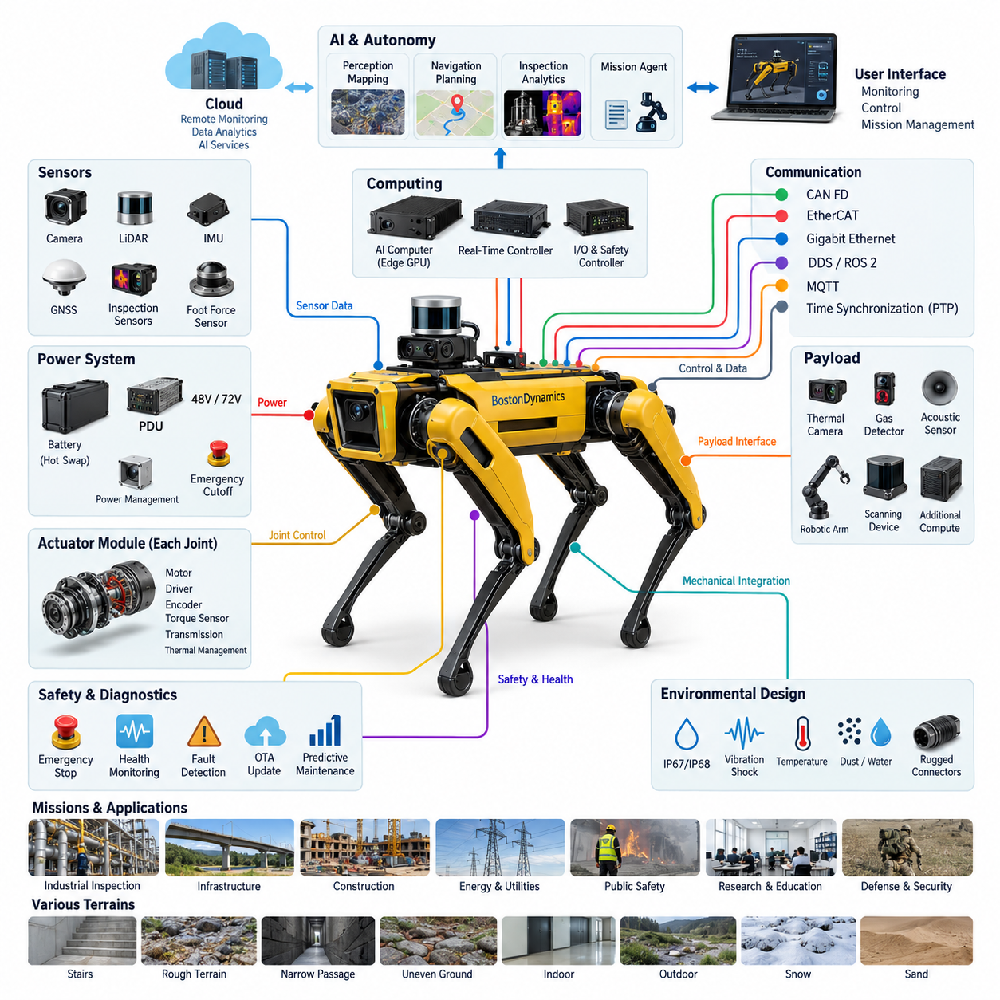 AI & Autonomy
Perception
Mapping
Navigation
Planning
Inspection
Analytics
Mission Agent
Cloud
Remote Monitoring
Data Analytics
AI Services
User Interface
Monitoring
Control
Mission Management
Sensors
Camera
LiDAR
IMU
GNSS
Inspection
Sensors
Foot Force
Sensor
Computing
AI Computer
(Edge GPU)
Real-Time Controller
I/O & Safety
Controller
Communication
CAN FD
EtherCAT
Gigabit Ethernet
DDS / ROS 2
MQTT
Time Synchronization (PTP)
Sensor Data
Control & Data
Power System
48V / 72V
PDU
Battery
(Hot Swap)
Power Management
Emergency
Cutoff
Power
BostonDynamics
Payload
Thermal
Camera
Gas
Detector
Acoustic
Sensor
Robotic Arm
Scanning
Device
Additional
Compute
Payload Interface
Actuator Module (Each Joint)
Motor
Driver
Encoder
Torque Sensor
Transmission
Thermal Management
Joint Control
Mechanical Integration
Safety & Health
Safety & Diagnostics
Emergency
Stop
Health
Monitoring
Fault
Detection
OTA
Update
Predictive
Maintenance
Environmental Design
IP67/IP68
Vibration
Shock
Temperature
Dust / Water
Rugged
Connectors
Missions & Applications
Industrial Inspection
Infrastructure
Construction
Energy & Utilities
Public Safety
Research & Education
Defense & Security
Various Terrains
Stairs
Rough Terrain
Narrow Passage
Uneven Ground
Indoor
Outdoor
Snow
Sand